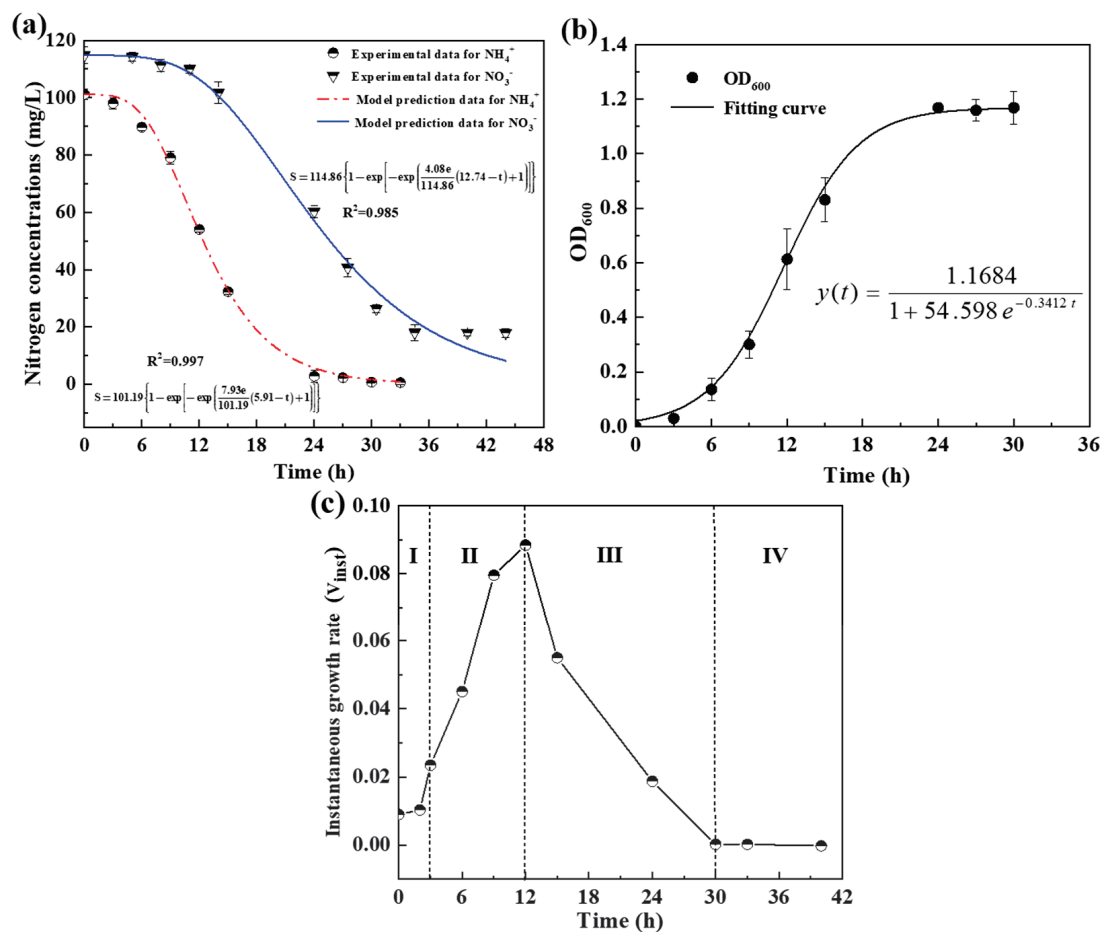 (a)
120
100
80
60
40
20
0
Nitrogen concentrations (mg/L)
Experimental data for NH₄⁺
Experimental data for NO₃⁻
Model prediction data for NH₄⁺
Model prediction data for NO₃⁻
S=114.86{1−exp[−exp(4.08e/114.86(12.74−t)+1)]}
R²=0.985
R²=0.997
S=101.19{1−exp[−exp(7.93e/101.19(5.91−t)+1)]}
0 6 12 18 24 30 36 42 48
Time (h)
(b)
1.4
1.2
1.0
0.8
0.6
0.4
0.2
0.0
OD₆₀₀
OD₆₀₀
Fitting curve
y(t) = 1.1684/1+54.598 e^−0.3412 t
0 6 12 18 24 30 36
Time (h)
(c)
0.10
0.08
0.06
0.04
0.02
0.00
Instantaneous growth rate (Vinst)
I II III IV
0 6 12 18 24 30 36 42
Time (h)